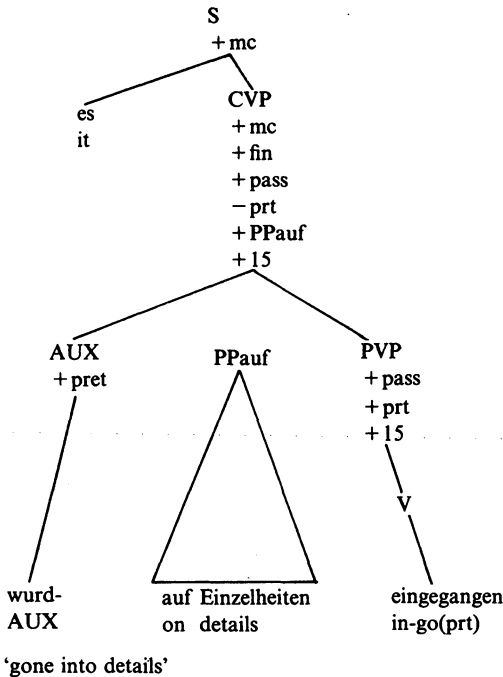 S
+mc
es
it
CVP
+mc
+fin
+pass
−prt
+PPauf
+15
AUX
+pret
PPauf
PVP
+pass
+prt
+15
V
wurd-
AUX
auf Einzelheiten
on details
eingegangen
in-go(prt)
‘gone into details’